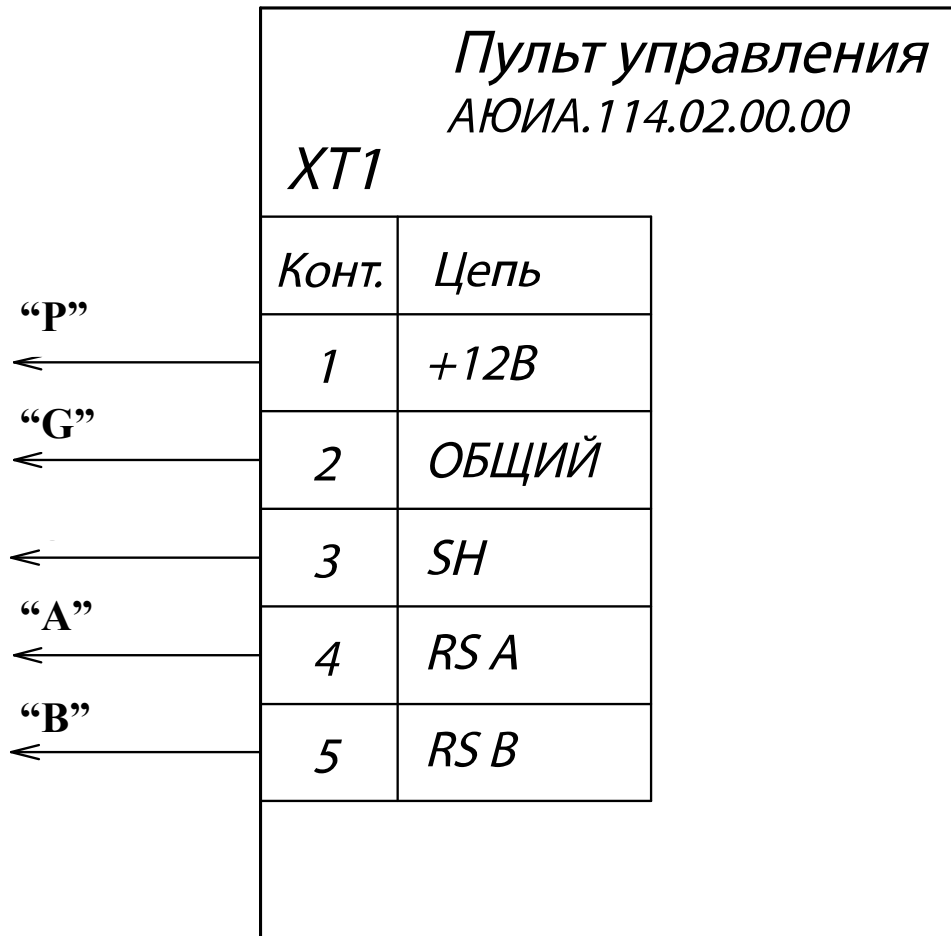 Пульт управления
АЮИА.114.02.00.00
XT1
Конт. Цепь
“P”
1 +12В
“G”
2 ОБЩИЙ
3 SH
“A”
4 RS A
“B”
5 RS B